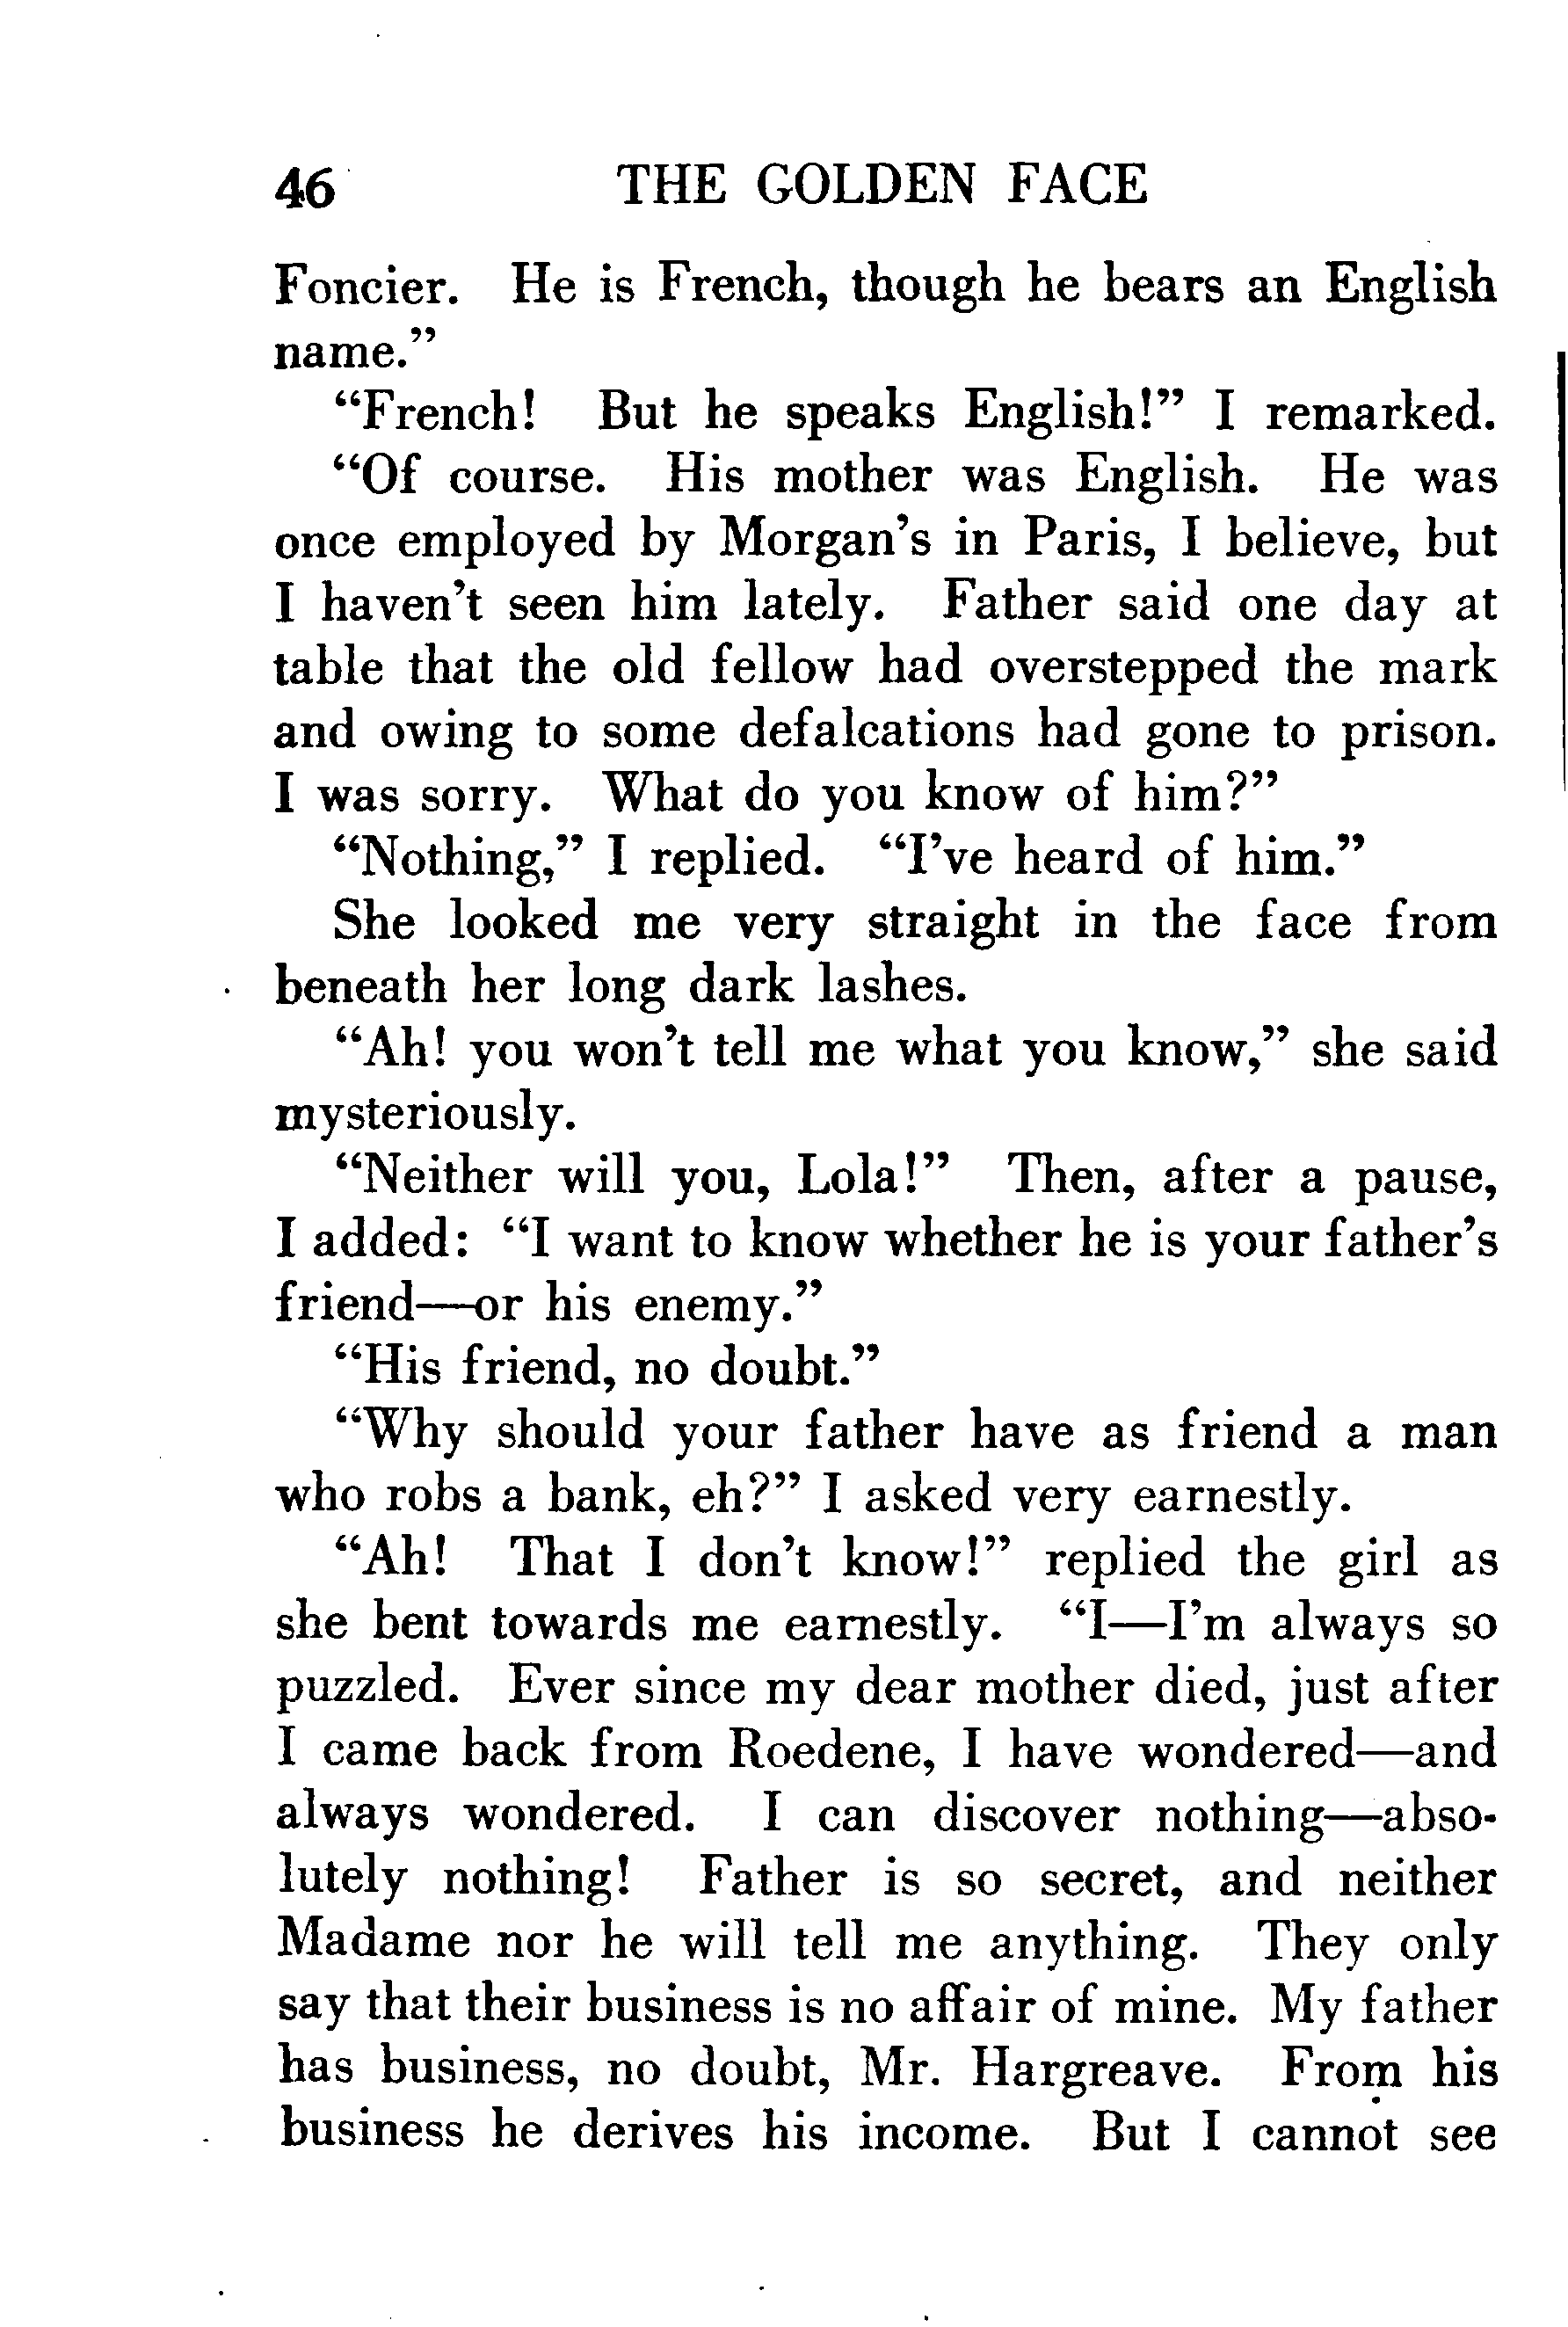 46 THE GOLDEN FACE
Foncier. He is French, though he bears an English
name.”
“French! But he speaks English!” I remarked.
“Of course. His mother was English. He was
once employed by Morgan’s in Paris, I believe, but
I haven’t seen him lately. Father said one day at
table that the old fellow had overstepped the mark
and owing to some defalcations had gone to prison.
I was sorry. What do you know of him?”
“Nothing,” I replied. “I’ve heard of him.”
She looked me very straight in the face from
beneath her long dark lashes.
“Ah! you won’t tell me what you know,” she said
mysteriously.
“Neither will you, Lola!” Then, after a pause,
I added: “I want to know whether he is your father’s
friend—or his enemy.”
“His friend, no doubt.”
“Why should your father have as friend a man
who robs a bank, eh?” I asked very earnestly.
“Ah! That I don’t know!” replied the girl as
she bent towards me earnestly. “I—I’m always so
puzzled. Ever since my dear mother died, just after
I came back from Roedene, I have wondered—and
always wondered. I can discover nothing—abso-
lutely nothing! Father is so secret, and neither
Madame nor he will tell me anything. They only
say that their business is no affair of mine. My father
has business, no doubt, Mr. Hargreave. From his
business he derives his income. But I cannot see